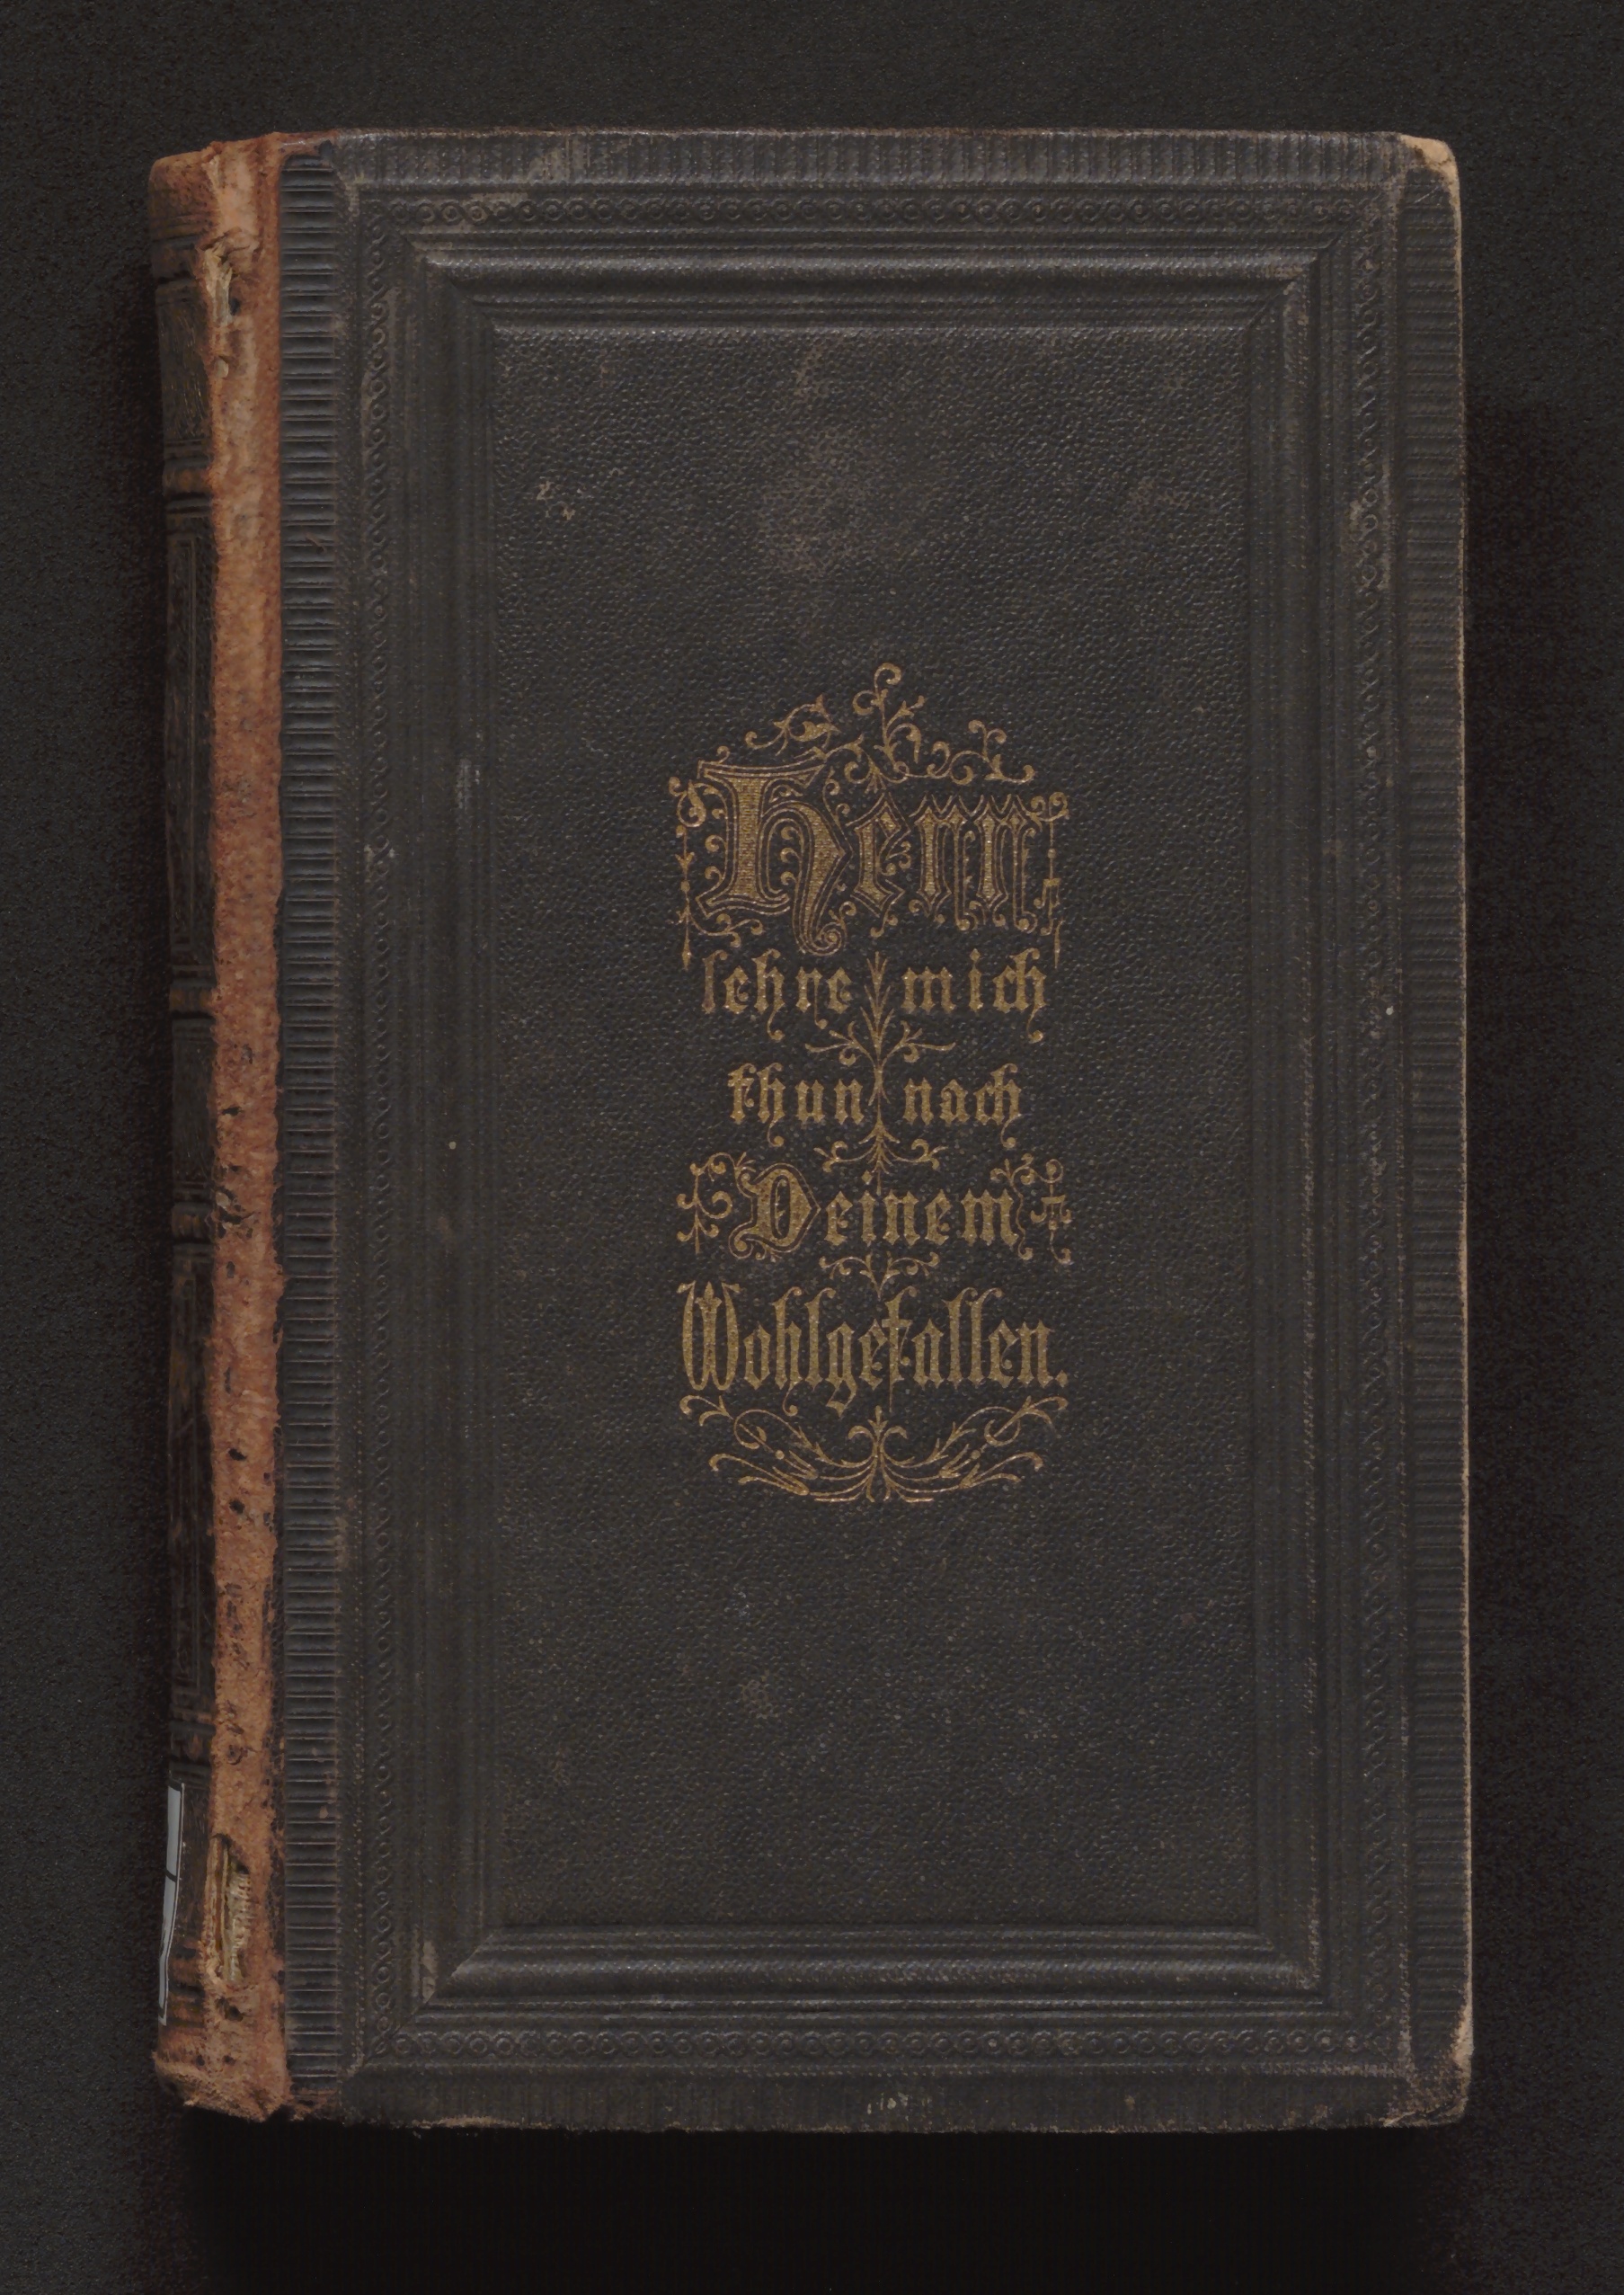 Herr
lehre mich
thun nach
Deinem
Wohlgefallen.